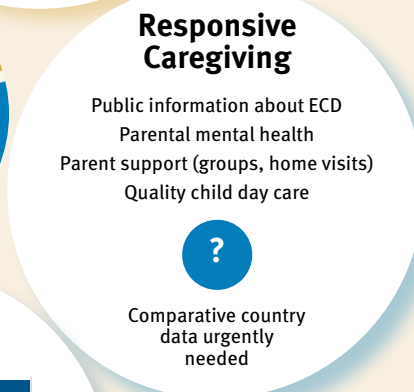 Responsive
Caregiving
Public information about ECD
Parental mental health
Parent support (groups, home visits)
Quality child day care
?
Comparative country
data urgently
needed